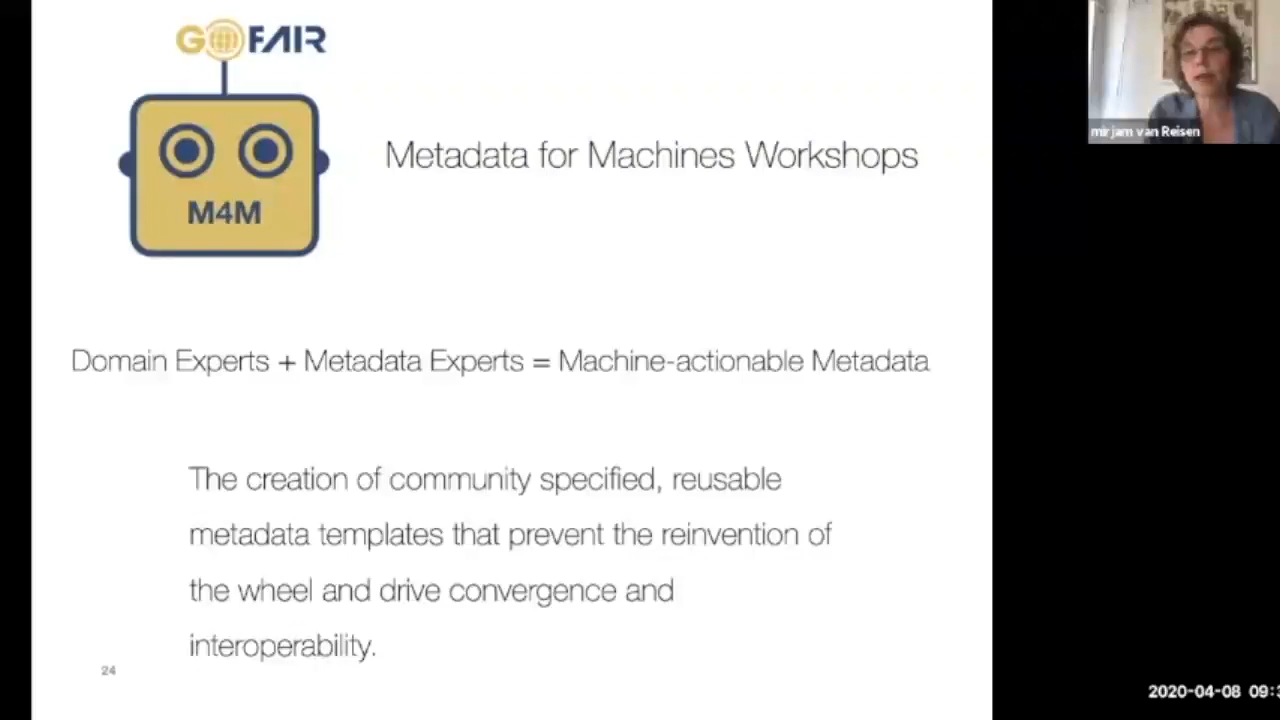 GO FAIR
M4M
Metadata for Machines Workshops
Domain Experts + Metadata Experts = Machine-actionable Metadata
The creation of community specified, reusable
metadata templates that prevent the reinvention of
the wheel and drive convergence and
interoperability.
24
mirjam van Reisen
2020-04-08 09:3